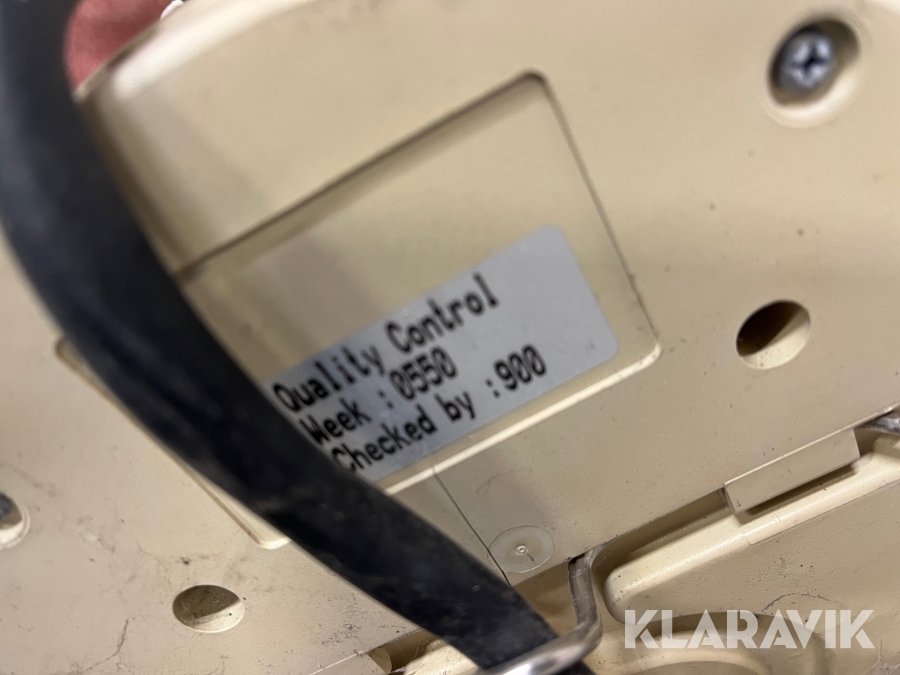 Quality Control
Week : 0550
Checked by : 900
KLARAVIK